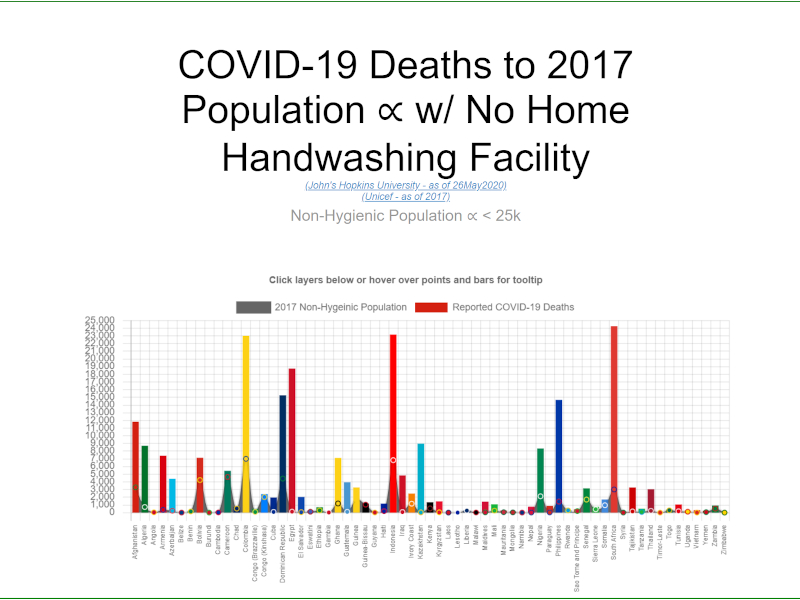 COVID-19 Deaths to 2017
Population ∝ w/ No Home
Handwashing Facility
(John's Hopkins University - as of 26May2020)
(Unicef - as of 2017)
Non-Hygienic Population ∝ < 25k
Click layers below or hover over points and bars for tooltip
2017 Non-Hygeinic Population
Reported COVID-19 Deaths
25,000
24,000
23,000
22,000
21,000
20,000
19,000
18,000
17,000
16,000
15,000
14,000
13,000
12,000
11,000
10,000
9,000
8,000
7,000
6,000
5,000
4,000
3,000
2,000
1,000
Afghanistan
Algeria
Angola
Armenia
Azerbaijan
Belize
Benin
Bolivia
Burundi
Cambodia
Cameroon
Chad
Colombia
Congo (Brazzaville)
Congo (Kinshasa)
Cuba
Dominican Republic
Egypt
El Salvador
Eswatini
Ethiopia
Gambia
Ghana
Guatemala
Guinea
Guinea-Bissau
Guyana
Haiti
Indonesia
Iraq
Ivory Coast
Kazakhstan
Kenya
Kyrgyzstan
Laos
Lesotho
Liberia
Malawi
Maldives
Mali
Mauritania
Mongolia
Namibia
Nepal
Nigeria
Paraguay
Philippines
Rwanda
Sao Tome and Principe
Senegal
Sierra Leone
Somalia
South Africa
Syria
Tajikistan
Tanzania
Thailand
Timor-Leste
Togo
Tunisia
Uganda
Vietnam
Yemen
Zambia
Zimbabwe